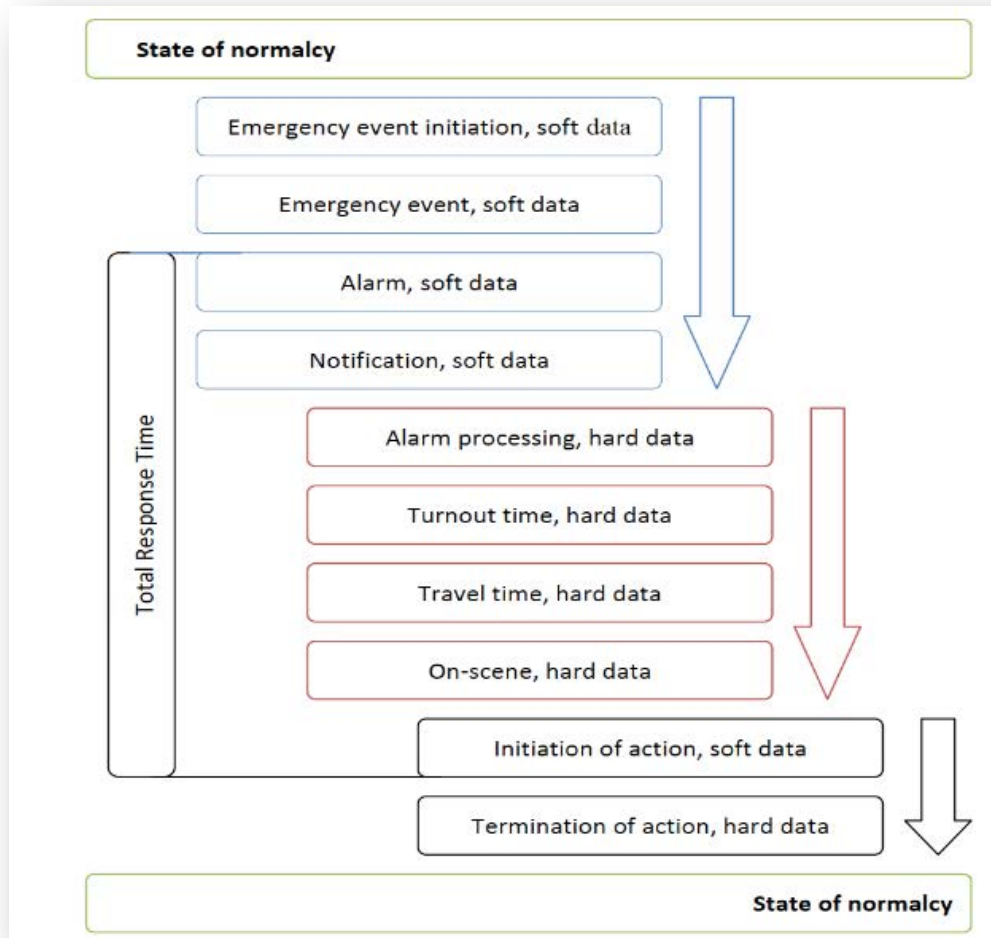 State of normalcy
Emergency event initiation, soft data
Emergency event, soft data
Alarm, soft data
Notification, soft data
Total Response Time
Alarm processing, hard data
Turnout time, hard data
Travel time, hard data
On-scene, hard data
Initiation of action, soft data
Termination of action, hard data
State of normalcy